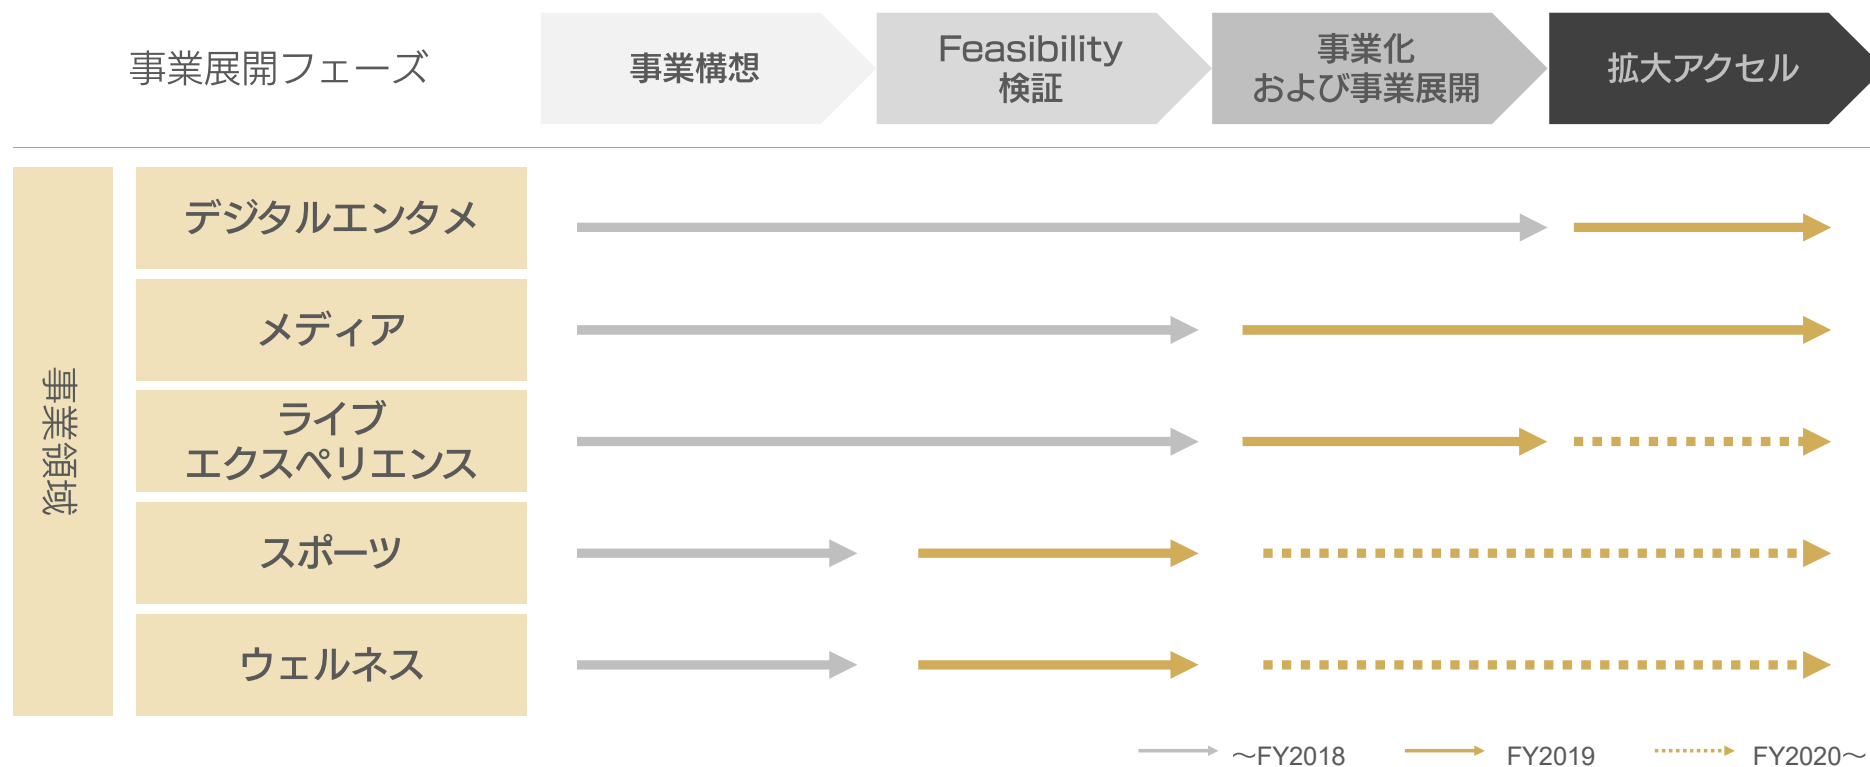 事業展開フェーズ
事業構想
Feasibility
検証
事業化
および事業展開
拡大アクセル
事業領域
デジタルエンタメ
メディア
ライブ
エクスペリエンス
スポーツ
ウェルネス
～FY2018
FY2019
FY2020～